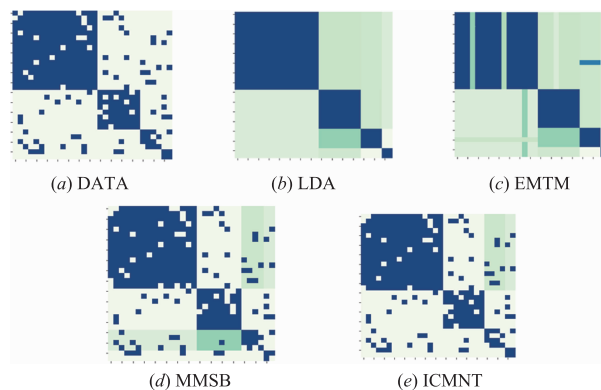 (a) DATA
(b) LDA
(c) EMTM
(d) MMSB
(e) ICMNT